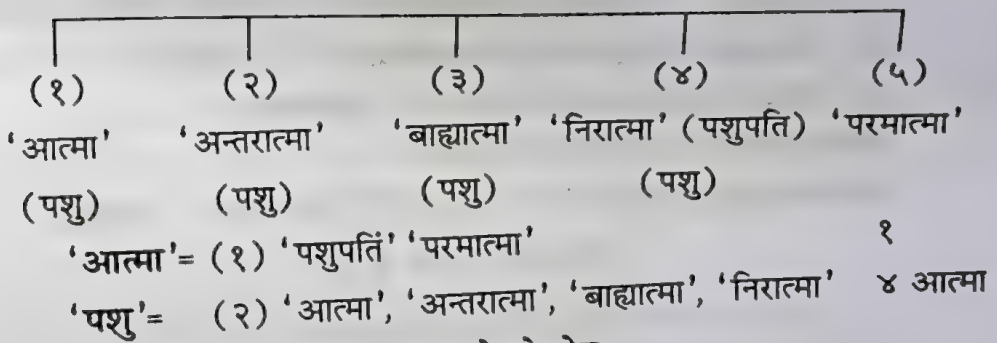 (१) (२) (३) (४) (५)
‘आत्मा’ ‘अन्तरात्मा’ ‘बाह्यात्मा’ ‘निरात्मा’ (पशुपति) ‘परमात्मा’
(पशु) (पशु) (पशु) (पशु)
‘आत्मा’= (१) ‘पशुपतिं’ ‘परमात्मा’ १
‘पशु’= (२) ‘आत्मा’, ‘अन्तरात्मा’, ‘बाह्यात्मा’, ‘निरात्मा’ ४ आत्मा